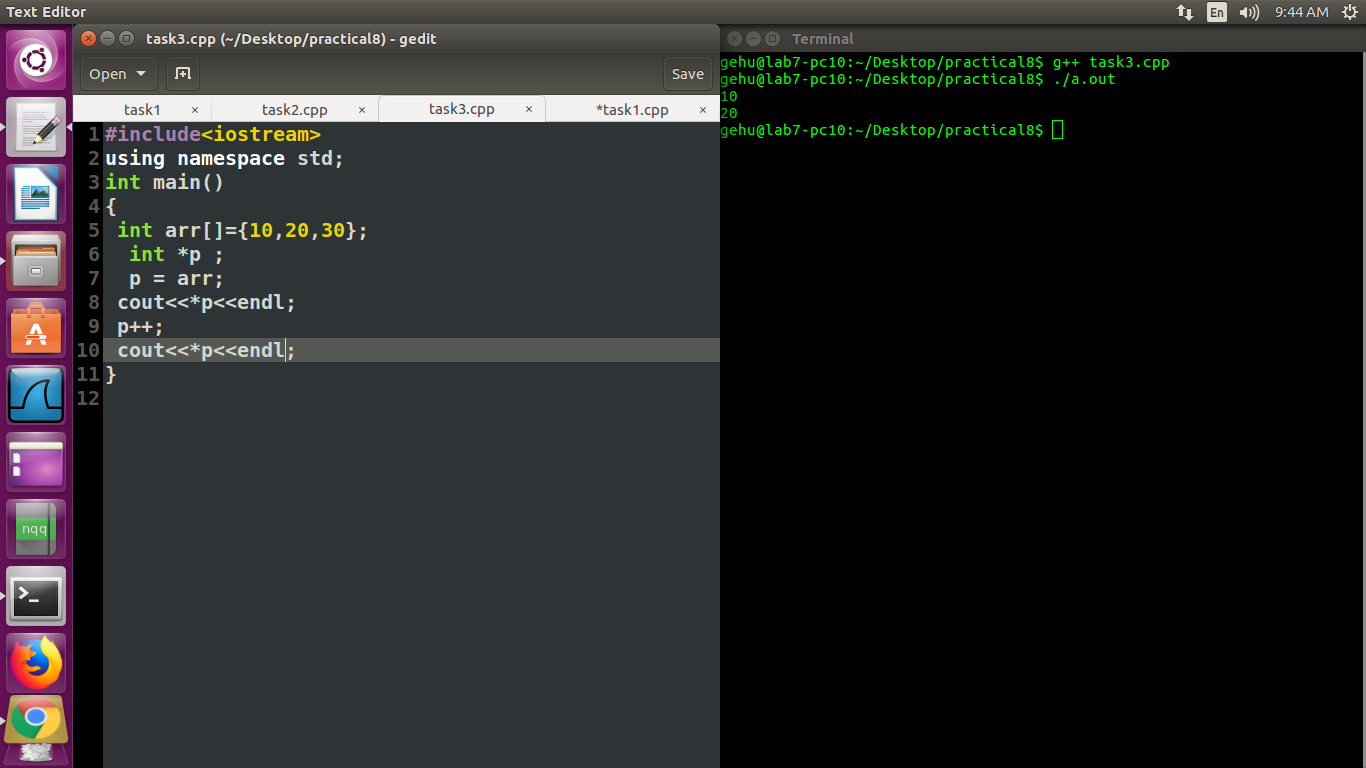 Text Editor
En
9:44 AM
task3.cpp (~/Desktop/practical8) - gedit
Open
Save
task1 ×
task2.cpp ×
task3.cpp ×
*task1.cpp ×
1 #include<iostream>
2 using namespace std;
3 int main()
4 {
5  int arr[]={10,20,30};
6   int *p ;
7   p = arr;
8  cout<<*p<<endl;
9  p++;
10  cout<<*p<<endl;
11 }
12
nqq
Terminal
gehu@lab7-pc10:~/Desktop/practical8$ g++ task3.cpp
gehu@lab7-pc10:~/Desktop/practical8$ ./a.out
10
20
gehu@lab7-pc10:~/Desktop/practical8$